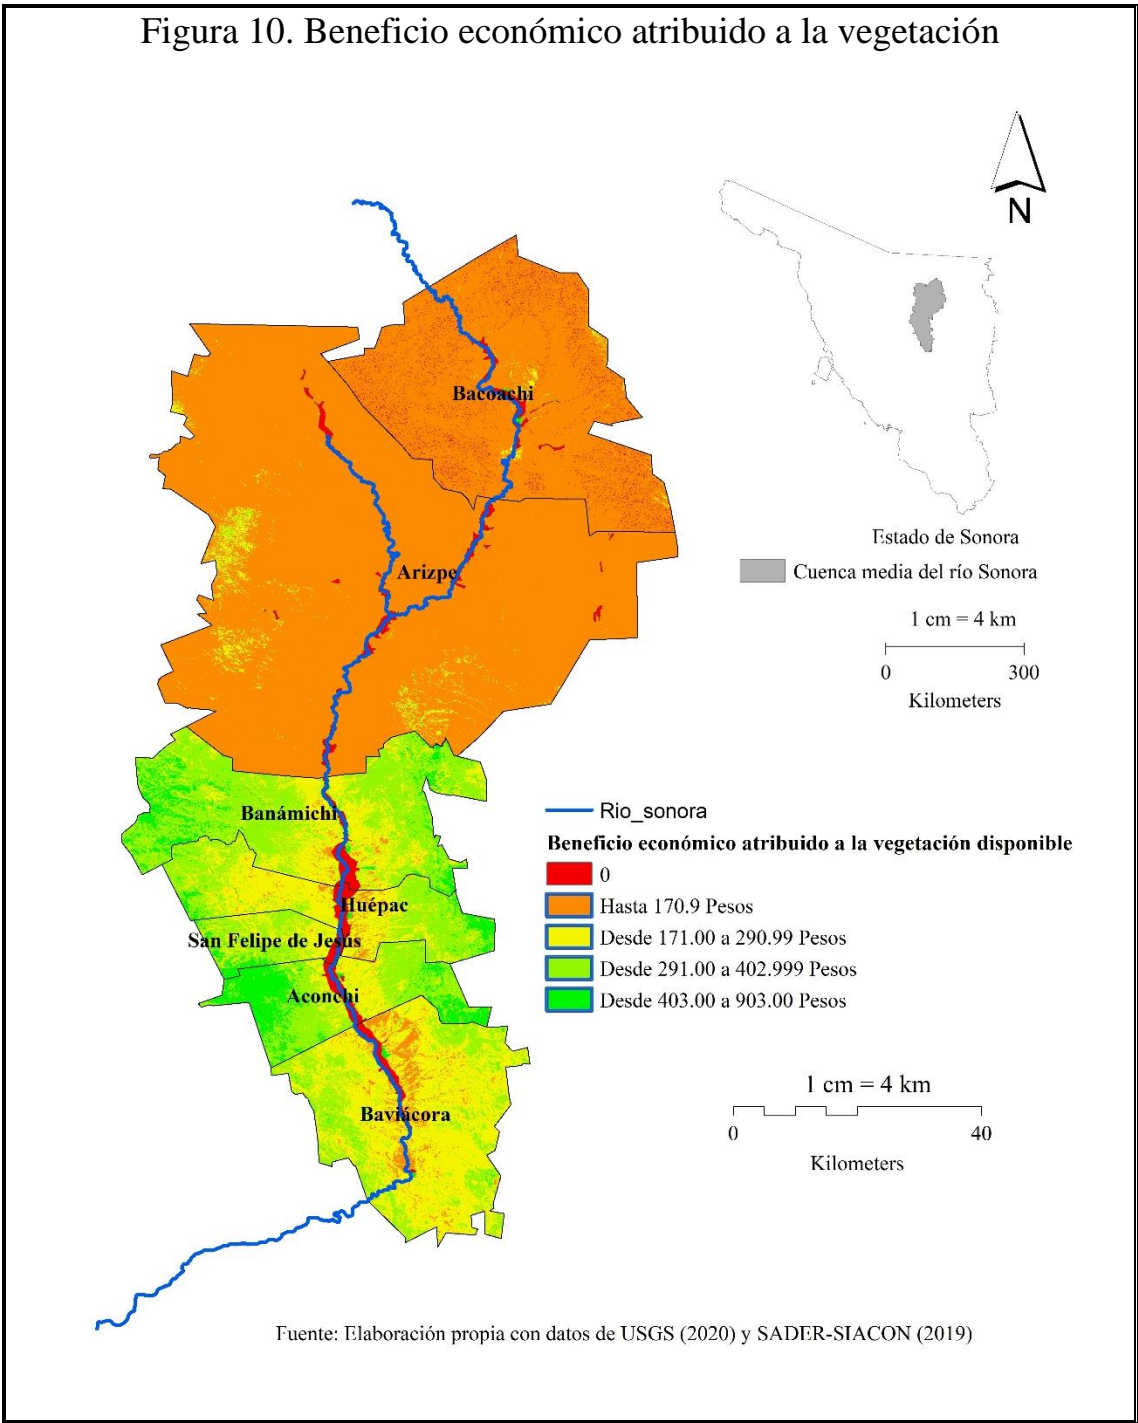 Figura 10. Beneficio económico atribuido a la vegetación
N
Bacoachi
Estado de Sonora
Arizpe
Cuenca media del río Sonora
1 cm = 4 km
0 300
Kilometers
Banámichi
Rio_sonora
Beneficio económico atribuido a la vegetación disponible
0
Huépac
Hasta 170.9 Pesos
San Felipe de Jesús
Desde 171.00 a 290.99 Pesos
Desde 291.00 a 402.999 Pesos
Aconchi
Desde 403.00 a 903.00 Pesos
1 cm = 4 km
Baviácora
0 40
Kilometers
Fuente: Elaboración propia con datos de USGS (2020) y SADER-SIACON (2019)